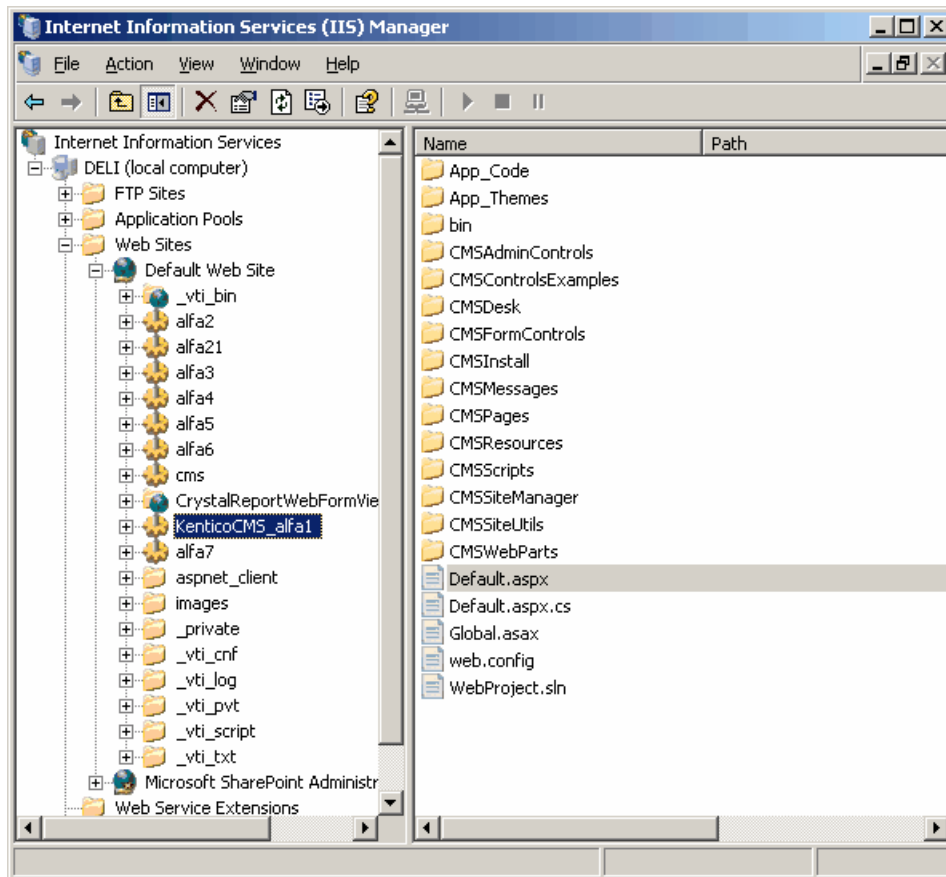 Internet Information Services (IIS) Manager
File Action View Window Help
Internet Information Services
DELI (local computer)
FTP Sites
Application Pools
Web Sites
Default Web Site
_vti_bin
alfa2
alfa21
alfa3
alfa4
alfa5
alfa6
cms
CrystalReportWebFormVie
KenticoCMS_alfa1
alfa7
aspnet_client
images
_private
_vti_cnf
_vti_log
_vti_pvt
_vti_script
_vti_txt
Microsoft SharePoint Administr
Web Service Extensions
Name Path
App_Code
App_Themes
bin
CMSAdminControls
CMSControlsExamples
CMSDesk
CMSFormControls
CMSInstall
CMSMessages
CMSPages
CMSResources
CMSScripts
CMSSiteManager
CMSSiteUtils
CMSWebParts
Default.aspx
Default.aspx.cs
Global.asax
web.config
WebProject.sln